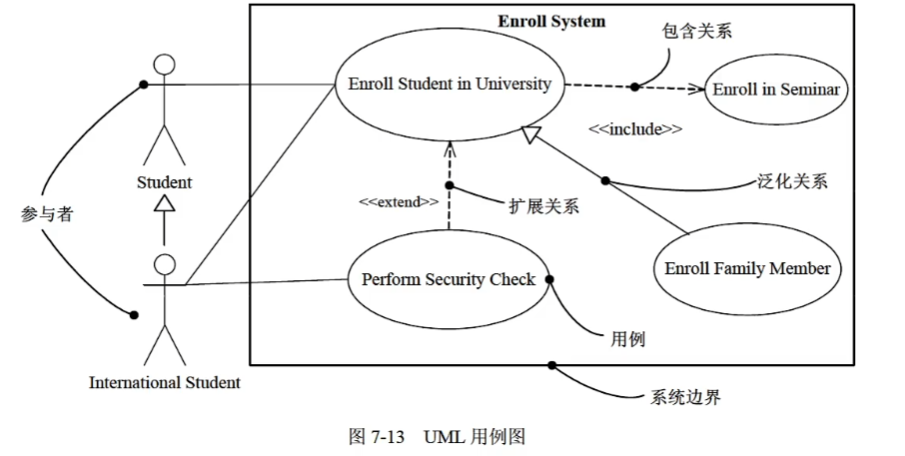 Enroll System
包含关系
Enroll Student in University
Enroll in Seminar
<<include>>
Student
泛化关系
<<extend>>
扩展关系
参与者
Enroll Family Member
Perform Security Check
用例
International Student
系统边界
图 7-13 UML 用例图